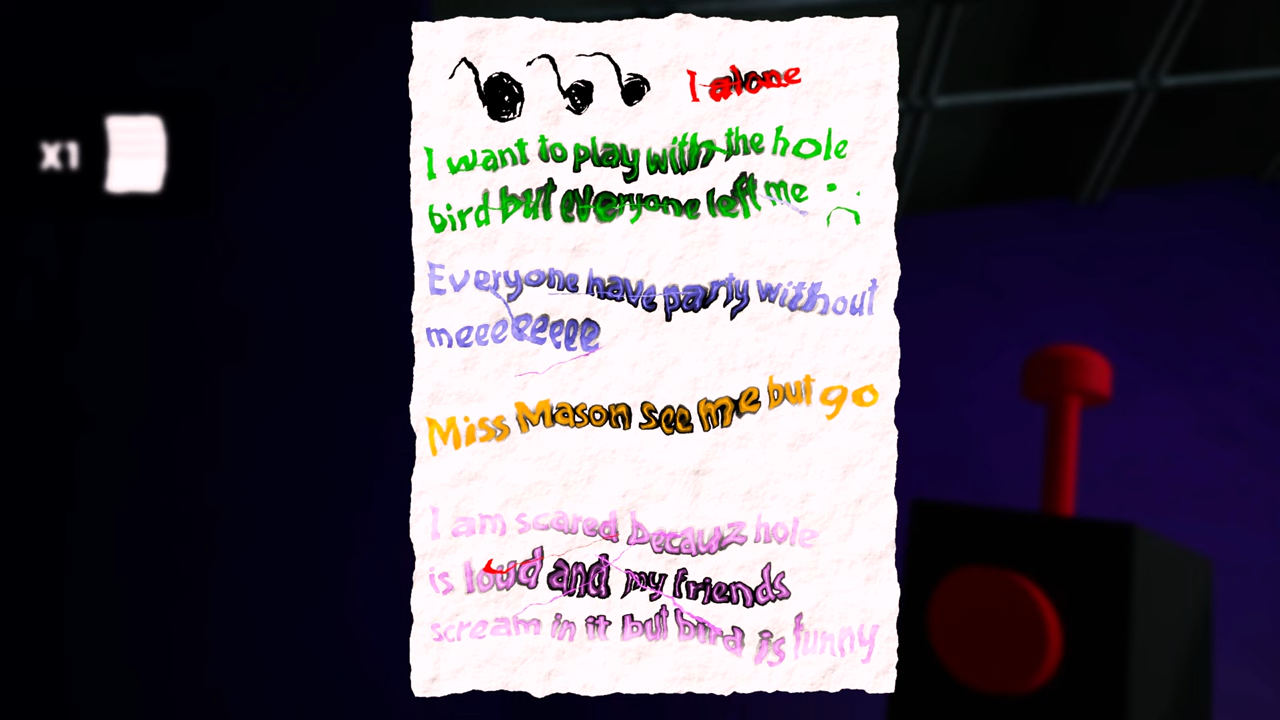 X1
I alone
I want to play with the hole
bird but everyone left me :(
Everyone have party without
meeeeeeee
Miss Mason see me but go
I am scared becauz hole
is loud and my friends
scream in it but bird is funny